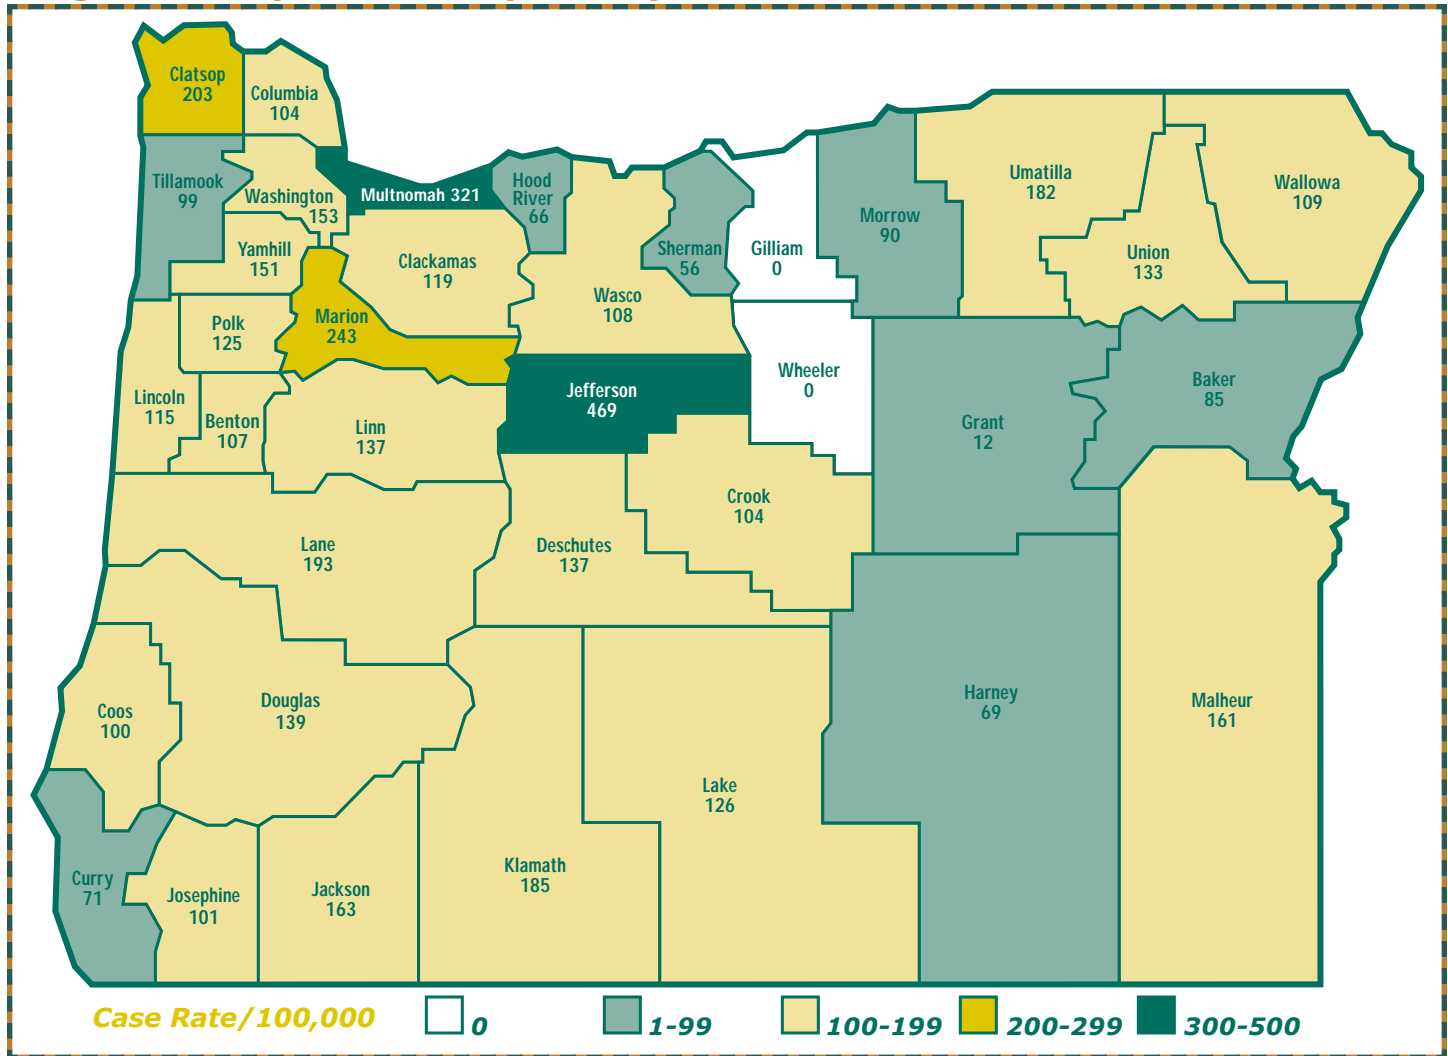 Clatsop
203
Columbia
104
Tillamook
99
Washington
153
Multnomah 321
Hood
River
66
Yamhill
151
Clackamas
119
Wasco
108
Sherman
56
Gilliam
0
Morrow
90
Umatilla
182
Union
133
Wallowa
109
Polk
125
Marion
243
Lincoln
115
Benton
107
Linn
137
Jefferson
469
Wheeler
0
Grant
12
Baker
85
Crook
104
Lane
193
Deschutes
137
Coos
100
Douglas
139
Harney
69
Malheur
161
Lake
126
Klamath
185
Curry
71
Josephine
101
Jackson
163
Case Rate/100,000
0
1-99
100-199
200-299
300-500